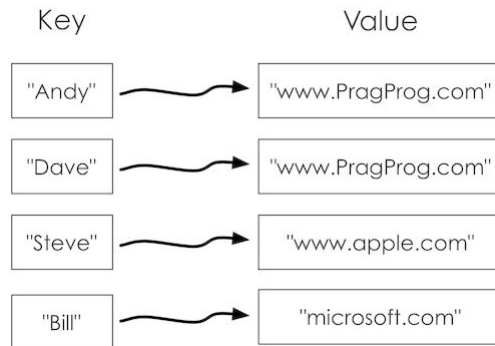 Key Value
"Andy" "www.PragProg.com"
"Dave" "www.PragProg.com"
"Steve" "www.apple.com"
"Bill" "microsoft.com"